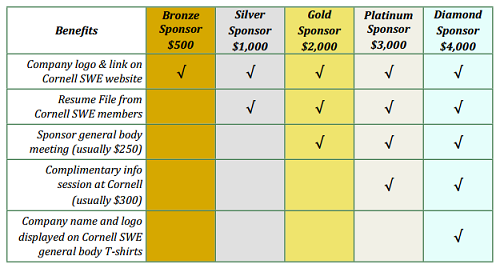 Benefits
Bronze
Sponsor
$500
Silver
Sponsor
$1,000
Gold
Sponsor
$2,000
Platinum
Sponsor
$3,000
Diamond
Sponsor
$4,000
Company logo & link on
Cornell SWE website
√ √ √ √ √
Resume File from
Cornell SWE members
√ √ √ √
Sponsor general body
meeting (usually $250)
√ √ √
Complimentary info
session at Cornell
(usually $300)
√ √
Company name and logo
displayed on Cornell SWE
general body T-shirts
√